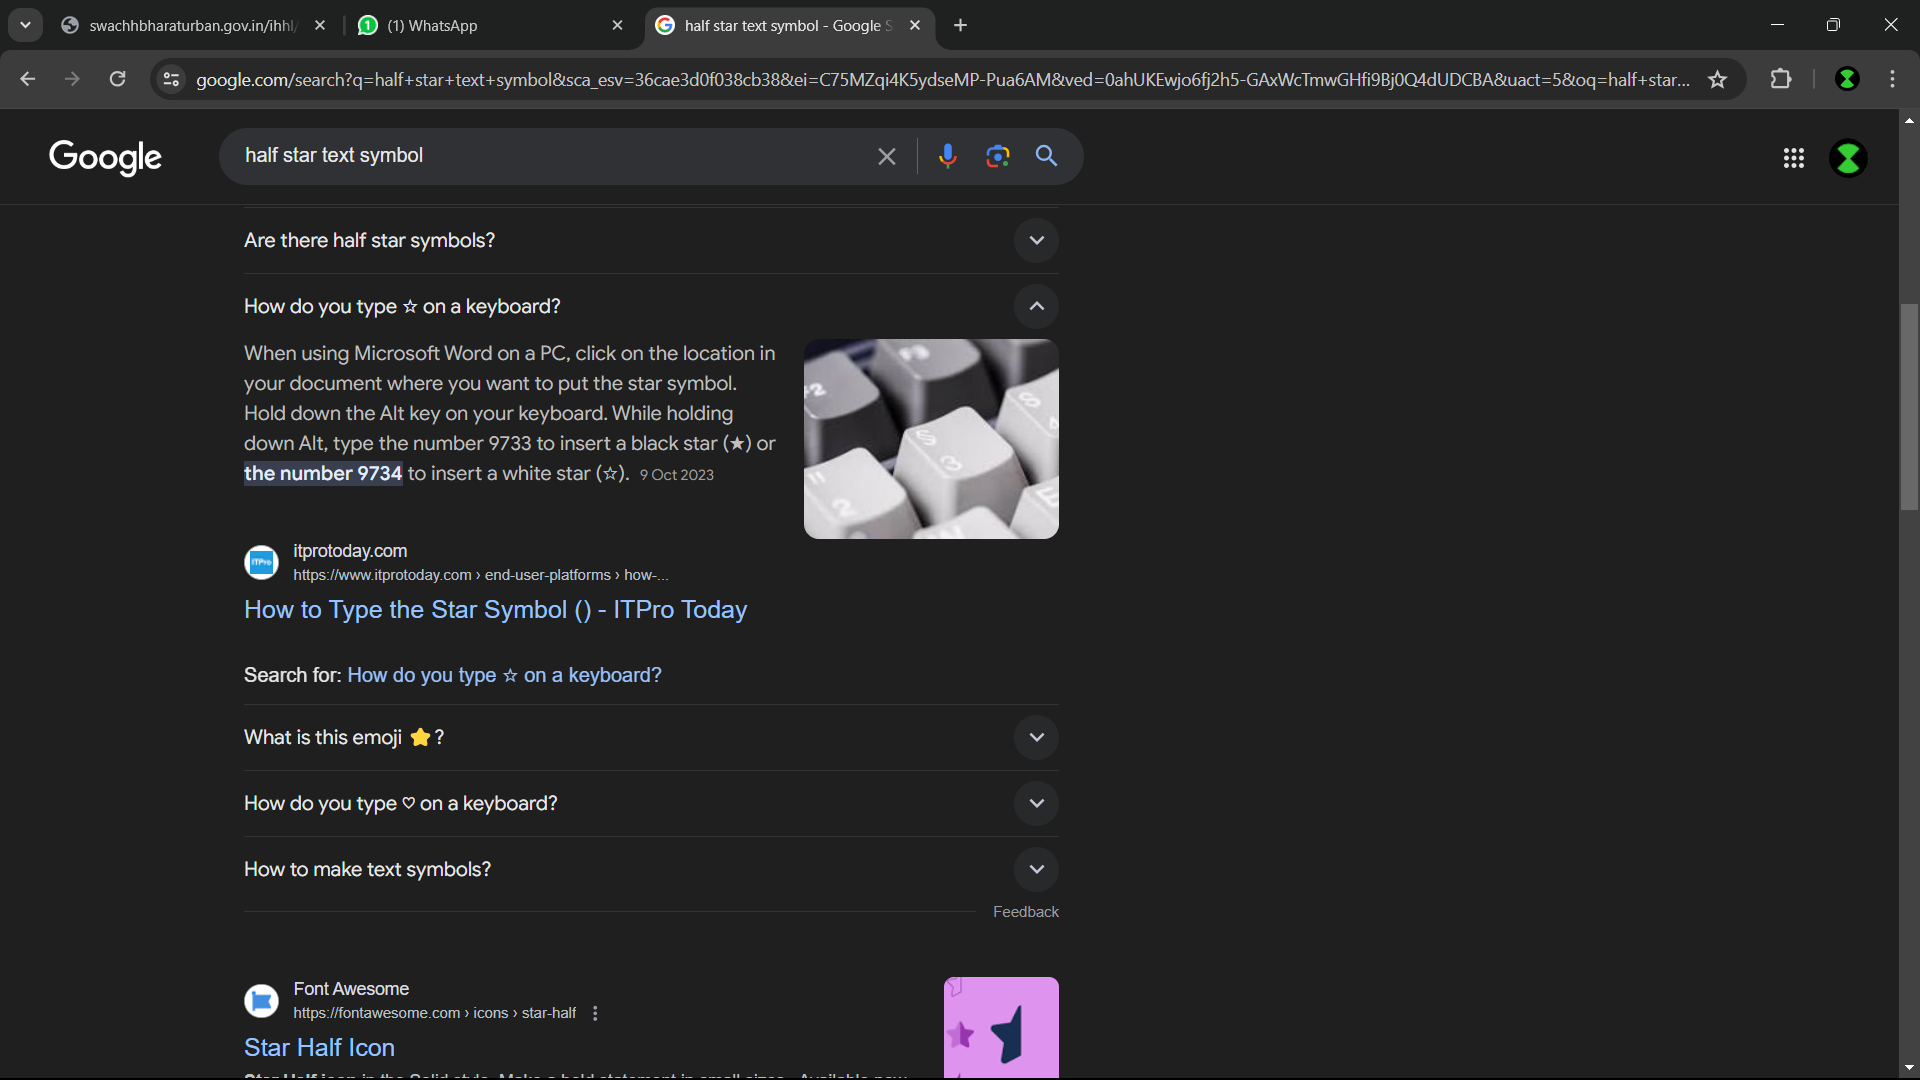 swachhbharaturban.gov.in/ihhl/
(1) WhatsApp
half star text symbol - Google S
google.com/search?q=half+star+text+symbol&sca_esv=36cae3d0f038cb38&ei=C75MZqi4K5ydseMP-Pua6AM&ved=0ahUKEwjo6fj2h5-GAxWcTmwGHfi9Bj0Q4dUDCBA&uact=5&oq=half+star...
Google
half star text symbol
Are there half star symbols?
How do you type ☆ on a keyboard?
When using Microsoft Word on a PC, click on the location in
your document where you want to put the star symbol.
Hold down the Alt key on your keyboard. While holding
down Alt, type the number 9733 to insert a black star (★) or
the number 9734 to insert a white star (☆). 9 Oct 2023
itprotoday.com
ITPro
https://www.itprotoday.com › end-user-platforms › how-...
How to Type the Star Symbol () - ITPro Today
Search for: How do you type ☆ on a keyboard?
What is this emoji ⭐?
How do you type ♡ on a keyboard?
How to make text symbols?
Feedback
Font Awesome
https://fontawesome.com › icons › star-half
Star Half Icon